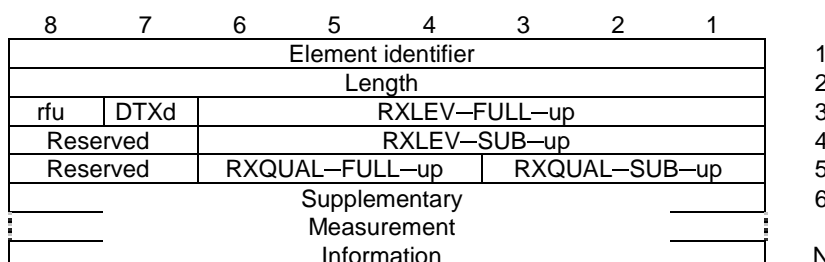 8 7 6 5 4 3 2 1
Element identifier 1
Length 2
rfu DTXd RXLEV—FULL—up 3
Reserved RXLEV—SUB—up 4
Reserved RXQUAL—FULL—up RXQUAL—SUB—up 5
Supplementary 6
Measurement
Information N